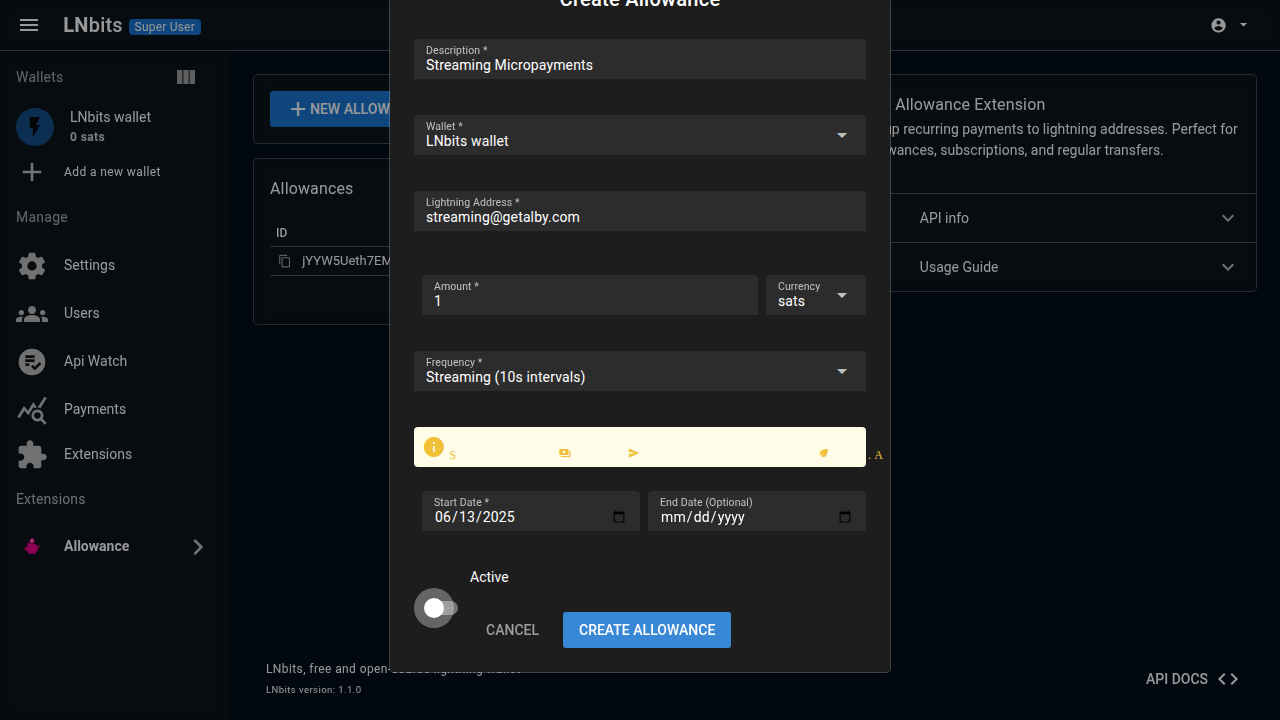 Create Allowance
LNbits Super User
Wallets
LNbits wallet
0 sats
Add a new wallet
Manage
Settings
Users
Api Watch
Payments
Extensions
Extensions
Allowance
NEW ALLOW
Allowances
ID
jYYW5Ueth7EM
Description *
Streaming Micropayments
Wallet *
LNbits wallet
Lightning Address *
streaming@getalby.com
Amount *
1
Currency
sats
Frequency *
Streaming (10s intervals)
S . A
Start Date *
06/13/2025
End Date (Optional)
mm/dd/yyyy
Active
CANCEL
CREATE ALLOWANCE
Allowance Extension
up recurring payments to lightning addresses. Perfect for
wances, subscriptions, and regular transfers.
API info
Usage Guide
LNbits, free and open-source lightning wallet
LNbits version: 1.1.0
API DOCS